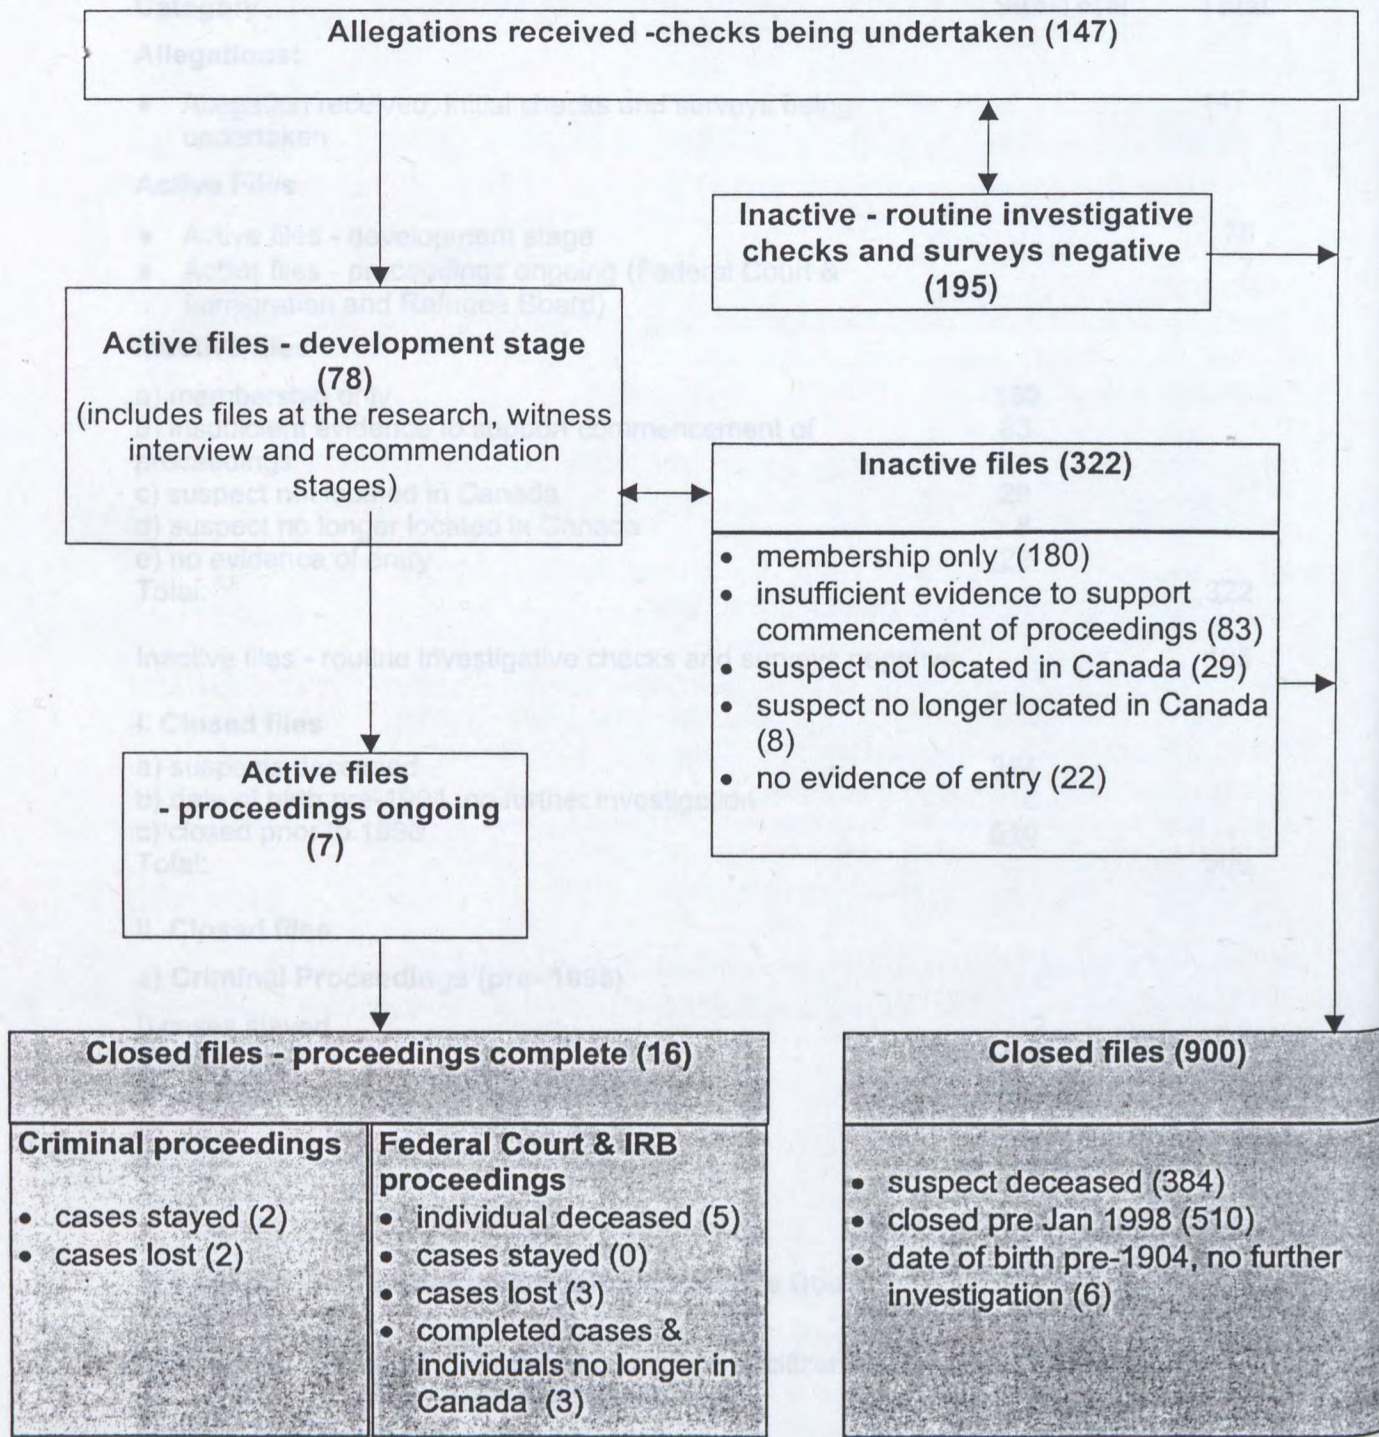 Allegations received -checks being undertaken (147)
Inactive - routine investigative
checks and surveys negative
(195)
Active files - development stage
(78)
(includes files at the research, witness
interview and recommendation
stages)
Inactive files (322)
• membership only (180)
• insufficient evidence to support
commencement of proceedings (83)
• suspect not located in Canada (29)
• suspect no longer located in Canada
(8)
• no evidence of entry (22)
Active files
- proceedings ongoing
(7)
Closed files - proceedings complete (16)
Criminal proceedings
• cases stayed (2)
• cases lost (2)
Federal Court & IRB
proceedings
• individual deceased (5)
• cases stayed (0)
• cases lost (3)
• completed cases &
individuals no longer in
Canada (3)
Closed files (900)
• suspect deceased (384)
• closed pre Jan 1998 (510)
• date of birth pre-1904, no further
investigation (6)